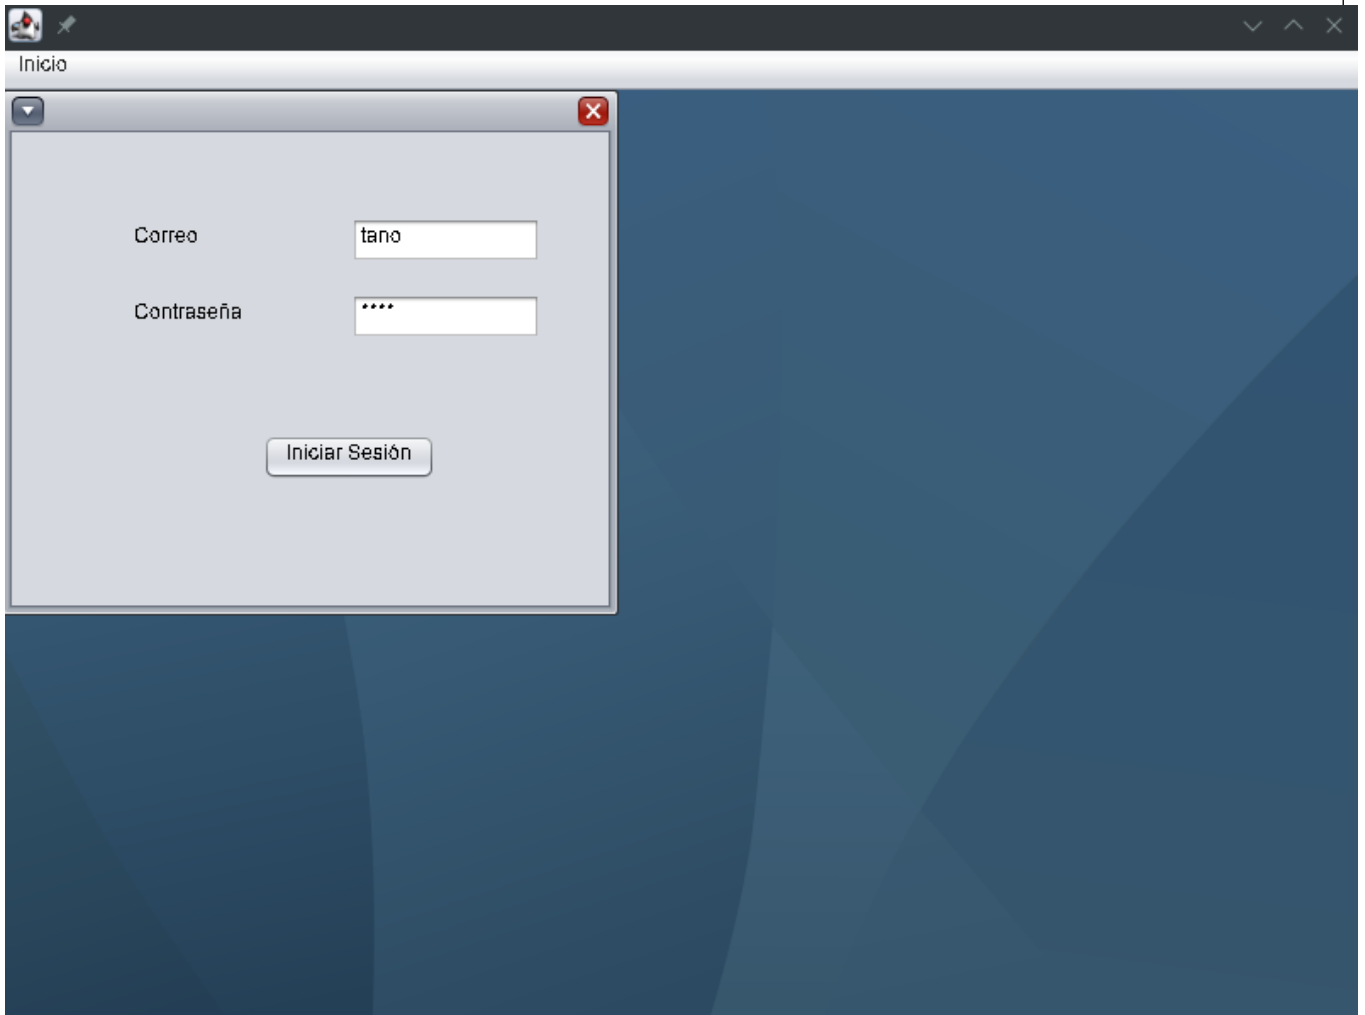 Inicio
Correo
tano
Contraseña
****
Iniciar Sesión